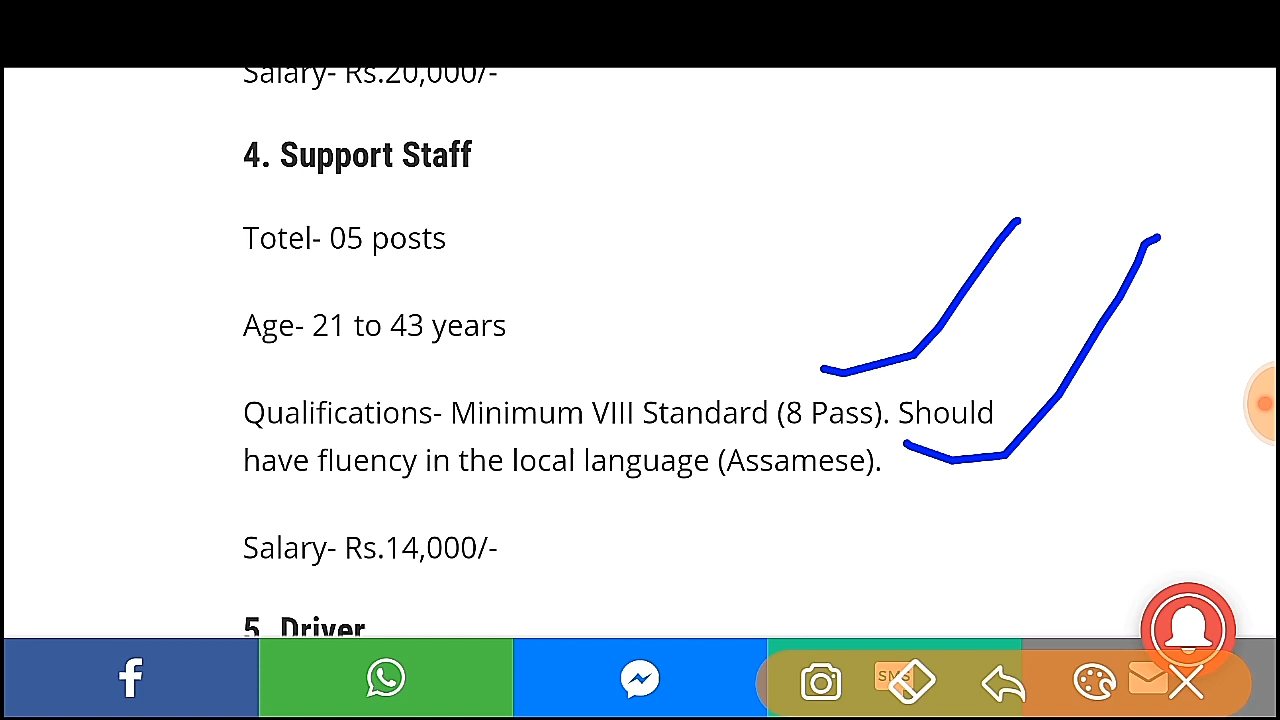 Salary- Rs.20,000/-
4. Support Staff
Totel- 05 posts
Age- 21 to 43 years
Qualifications- Minimum VIII Standard (8 Pass). Should
have fluency in the local language (Assamese).
Salary- Rs.14,000/-
5. Driver
SMS